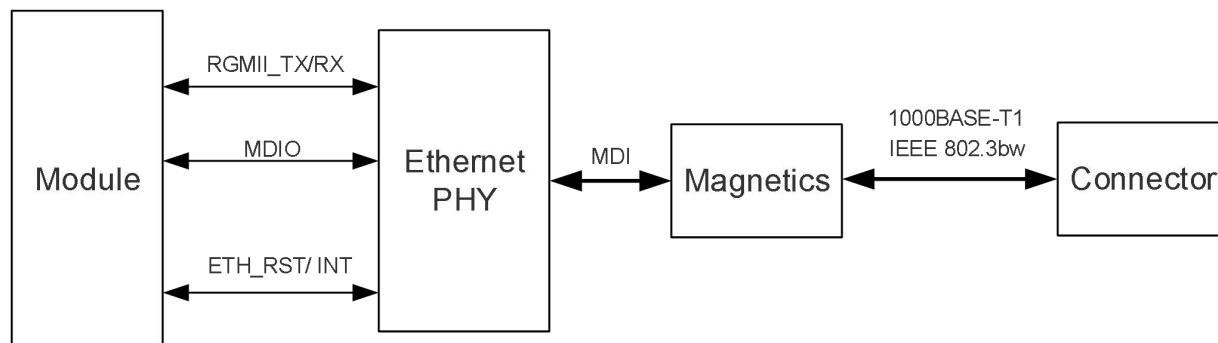 Module
RGMII_TX/RX
MDIO
ETH_RST/ INT
Ethernet
PHY
MDI
Magnetics
1000BASE-T1
IEEE 802.3bw
Connector